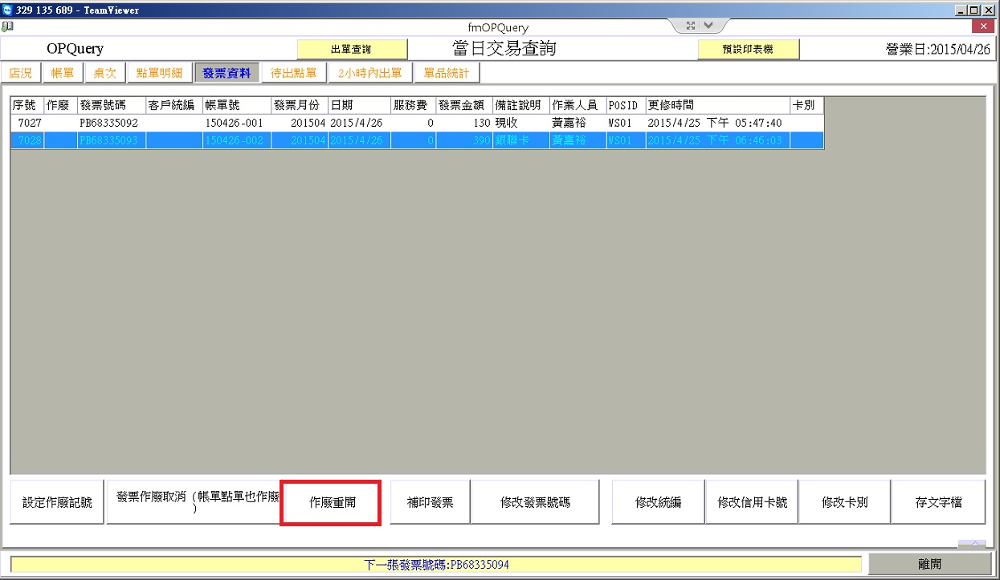 329 135 689 - TeamViewer
fmOPQuery
OPQuery 出單查詢 當日交易查詢 預設印表機 營業日:2015/04/26
店況 帳單 桌次 點單明細 發票資料 待出點單 2小時內出單 單品統計
序號 作廢 發票號碼 客戶統編 帳單號 發票月份 日期 服務費 發票金額 備註說明 作業人員 POSID 更修時間 卡別
7027 PB68335092 150426-001 201504 2015/4/26 0 130 現收 黃嘉裕 WS01 2015/4/25 下午 05:47:40
7028 PB68335093 150426-002 201504 2015/4/26 0 390 銀聯卡 黃嘉裕 WS01 2015/4/25 下午 06:46:03
設定作廢記號 發票作廢取消（帳單點單也作廢 作廢重開 補印發票 修改發票號碼 修改統編 修改信用卡號 修改卡別 存文字檔
）
下一張發票號碼:PB68335094 離開